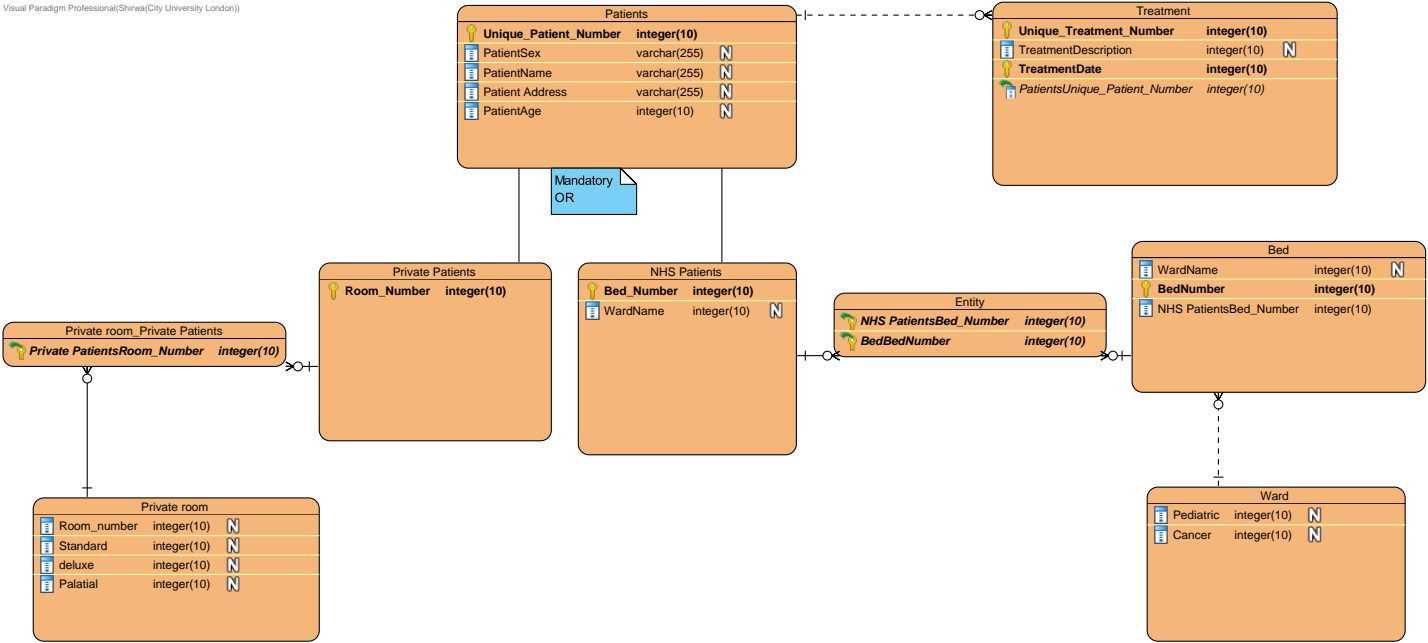 Visual Paradigm Professional(Shirwa(City University London))
Patients
Unique_Patient_Number integer(10)
PatientSex varchar(255) N
PatientName varchar(255) N
Patient Address varchar(255) N
PatientAge integer(10) N
Treatment
Unique_Treatment_Number integer(10)
TreatmentDescription integer(10) N
TreatmentDate integer(10)
PatientsUnique_Patient_Number integer(10)
Mandatory
OR
Private Patients
Room_Number integer(10)
NHS Patients
Bed_Number integer(10)
WardName integer(10) N
Entity
NHS PatientsBed_Number integer(10)
BedBedNumber integer(10)
Bed
WardName integer(10) N
BedNumber integer(10)
NHS PatientsBed_Number integer(10)
Private room_Private Patients
Private PatientsRoom_Number integer(10)
Private room
Room_number integer(10) N
Standard integer(10) N
deluxe integer(10) N
Palatial integer(10) N
Ward
Pediatric integer(10) N
Cancer integer(10) N